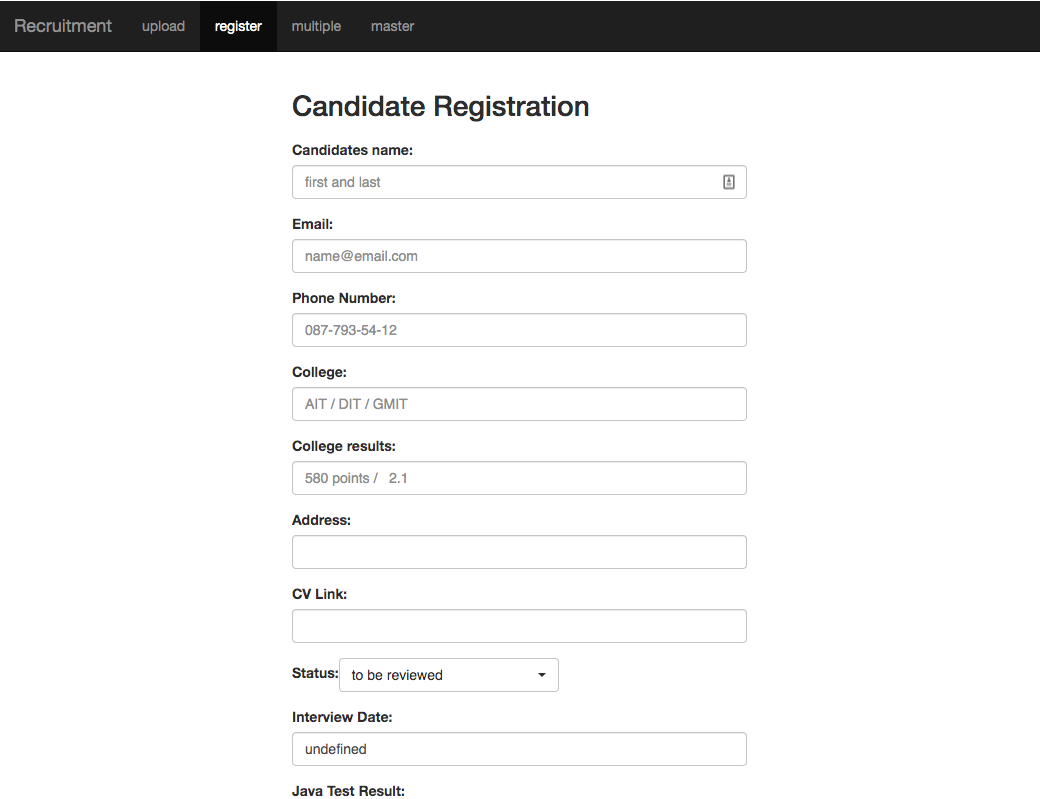 Recruitment upload register multiple master
Candidate Registration
Candidates name:
first and last
Email:
name@email.com
Phone Number:
087-793-54-12
College:
AIT / DIT / GMIT
College results:
580 points /   2.1
Address:
CV Link:
Status: to be reviewed
Interview Date:
undefined
Java Test Result: